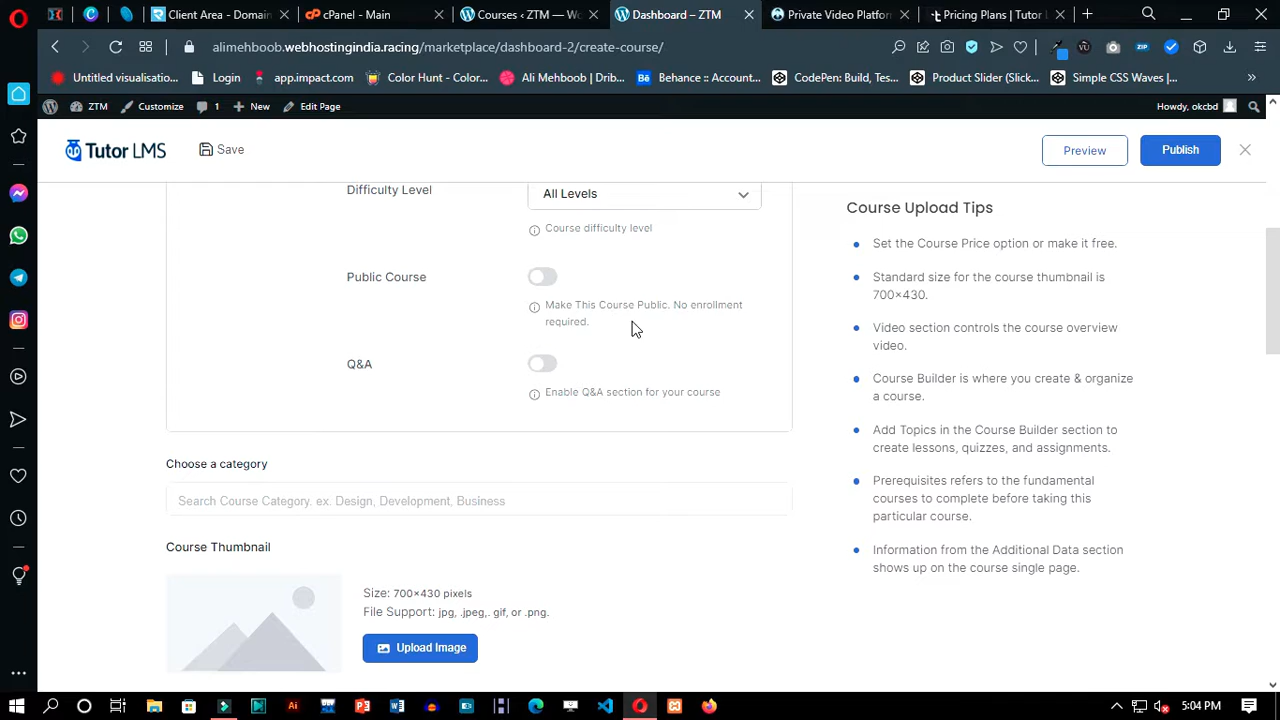 Client Area - Domain
cPanel - Main
Courses ‹ ZTM — Wo
Dashboard – ZTM
Private Video Platfor
Pricing Plans | Tutor L
alimehboob.webhostingindia.racing/marketplace/dashboard-2/create-course/
Untitled visualisatio...
Login
app.impact.com
Color Hunt - Color...
Ali Mehboob | Drib...
Behance :: Account...
CodePen: Build, Tes...
Product Slider (Slick...
Simple CSS Waves |...
ZTM
Customize
1
New
Edit Page
Howdy, okcbd
Tutor LMS
Save
Preview
Publish
Difficulty Level
All Levels
Course difficulty level
Public Course
Make This Course Public. No enrollment
required.
Q&A
Enable Q&A section for your course
Choose a category
Search Course Category. ex. Design, Development, Business
Course Thumbnail
Size: 700×430 pixels
File Support: jpg, .jpeg,. gif, or .png.
Upload Image
Course Upload Tips
Set the Course Price option or make it free.
Standard size for the course thumbnail is
700×430.
Video section controls the course overview
video.
Course Builder is where you create & organize
a course.
Add Topics in the Course Builder section to
create lessons, quizzes, and assignments.
Prerequisites refers to the fundamental
courses to complete before taking this
particular course.
Information from the Additional Data section
shows up on the course single page.
5:04 PM